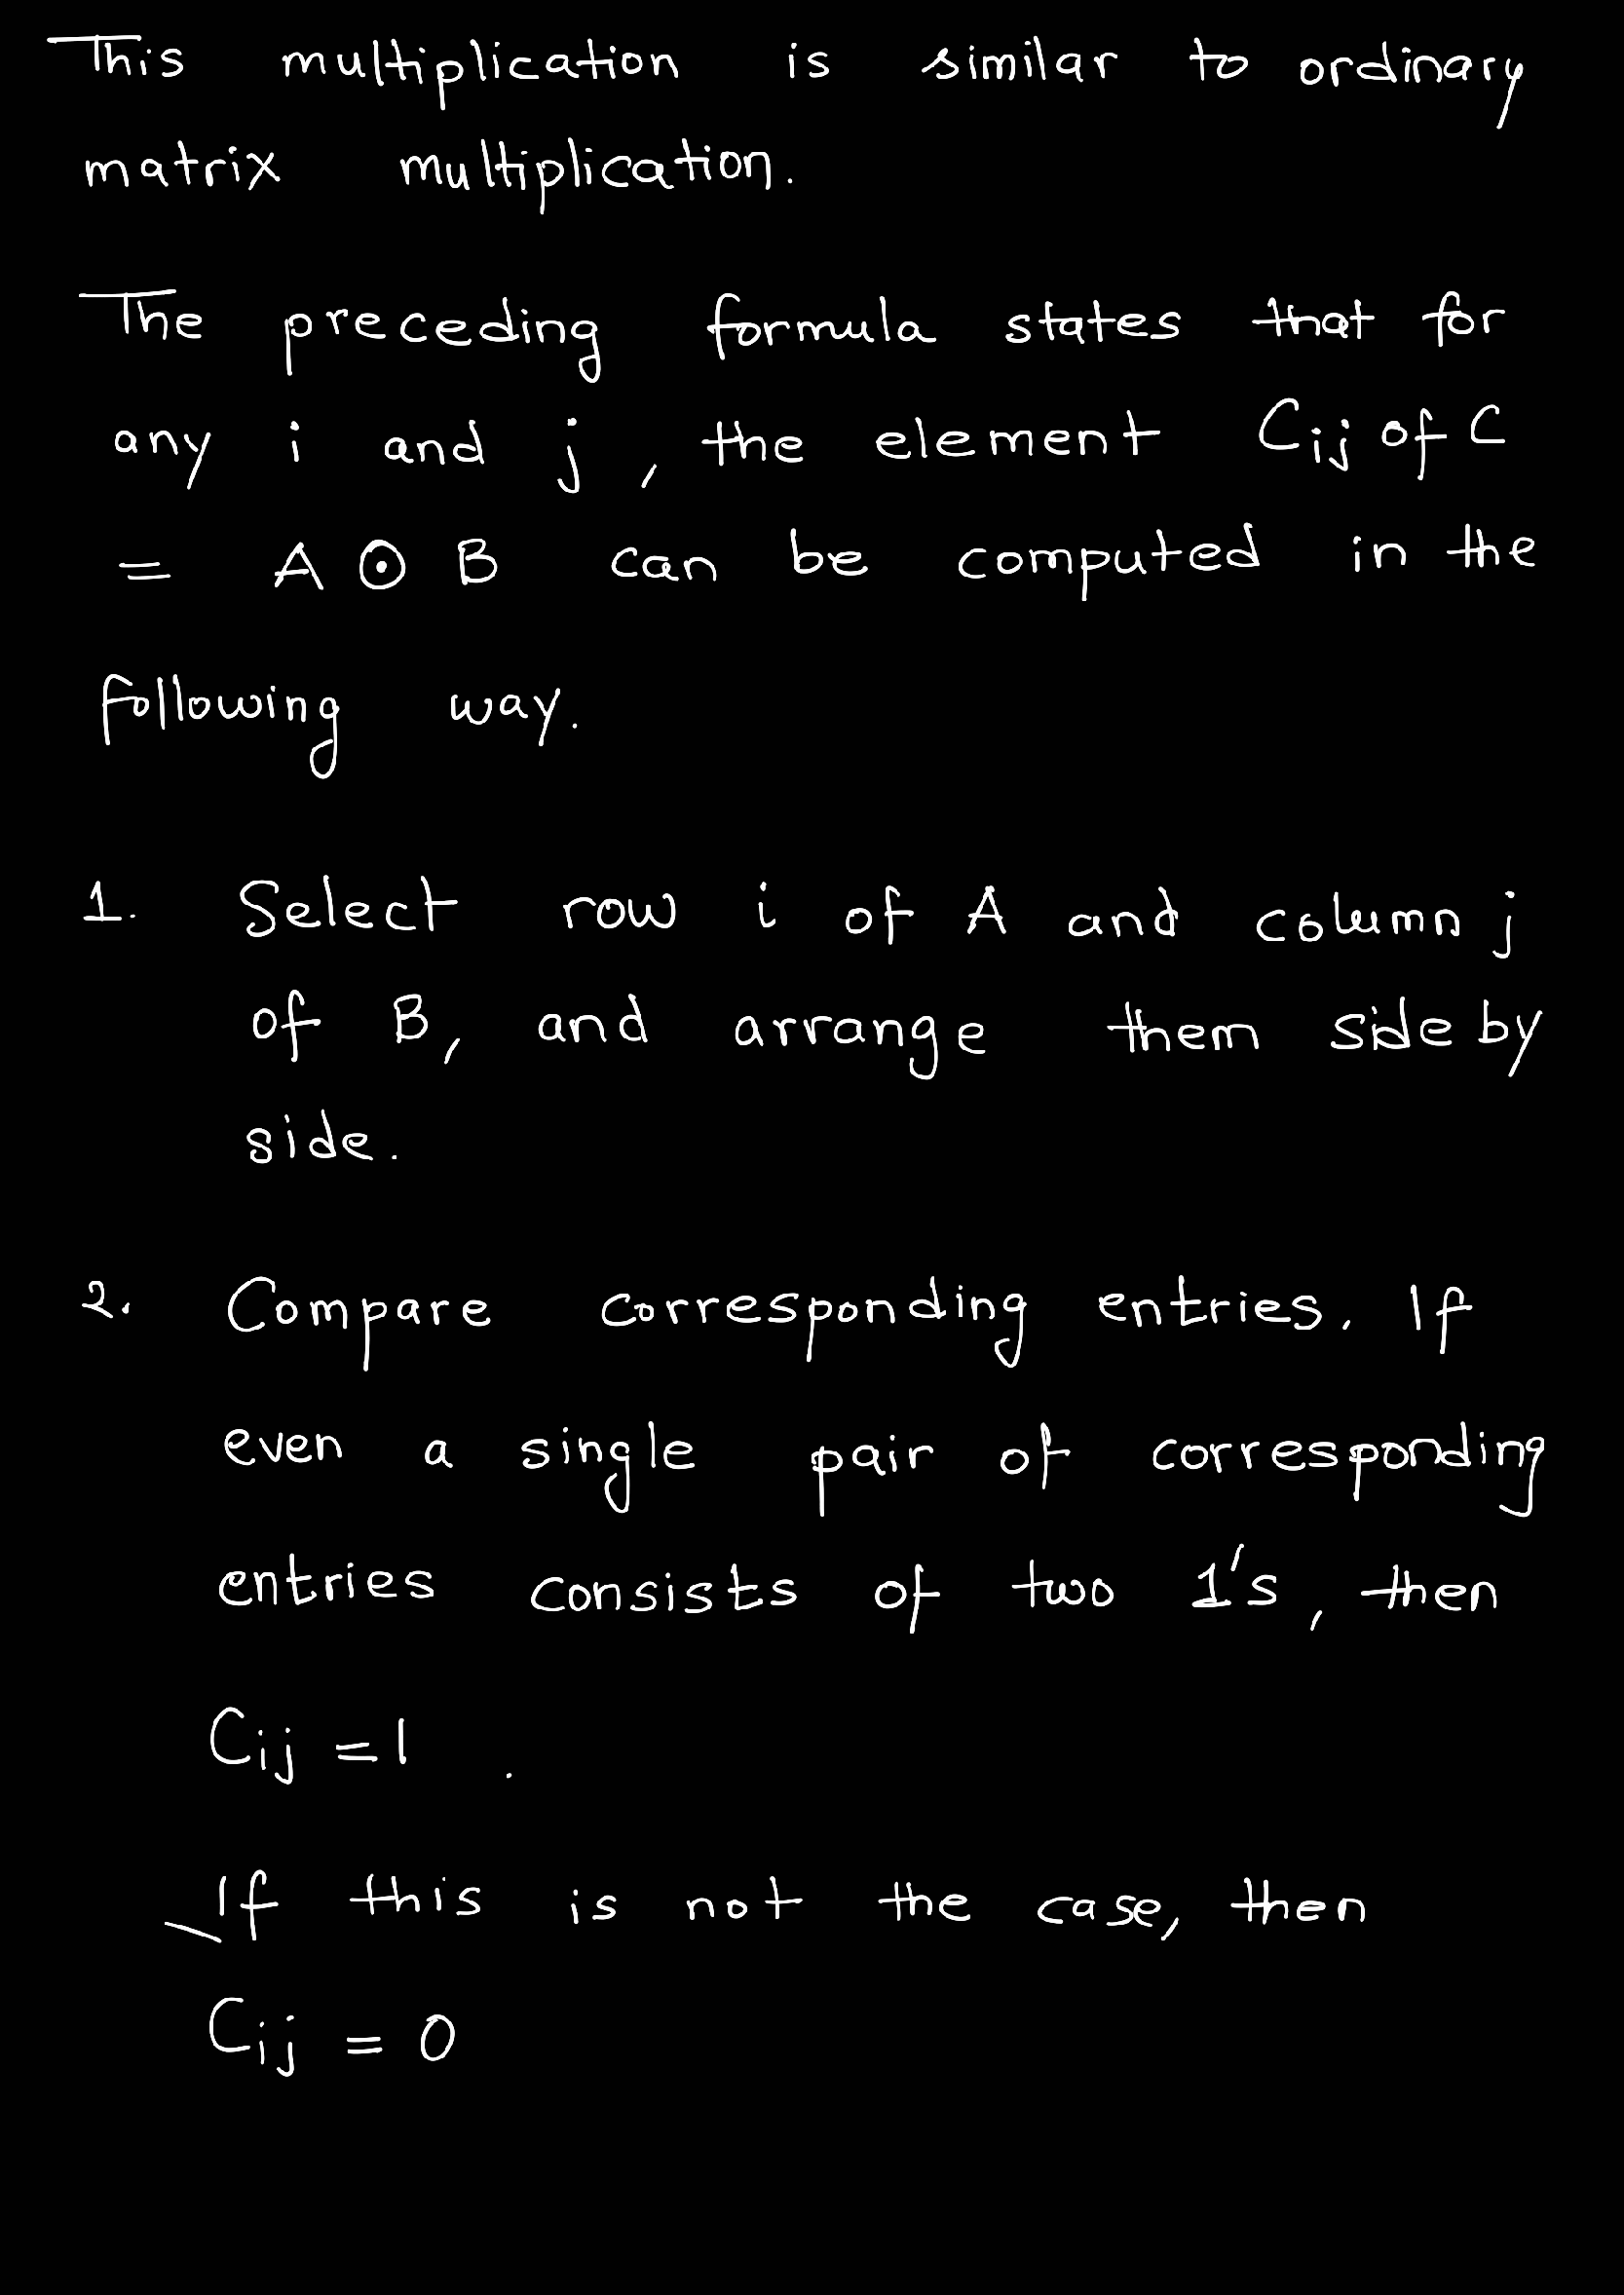 This multiplication is similar to ordinary
matrix multiplication.
The preceding formula states that for
any i and j, the element Cij of C
= A ⊙ B can be computed in the
following way.
1. Select row i of A and column j
of B, and arrange them side by
side.
2. Compare corresponding entries. If
even a single pair of corresponding
entries consists of two 1's, then
Cij = 1.
If this is not the case, then
Cij = 0